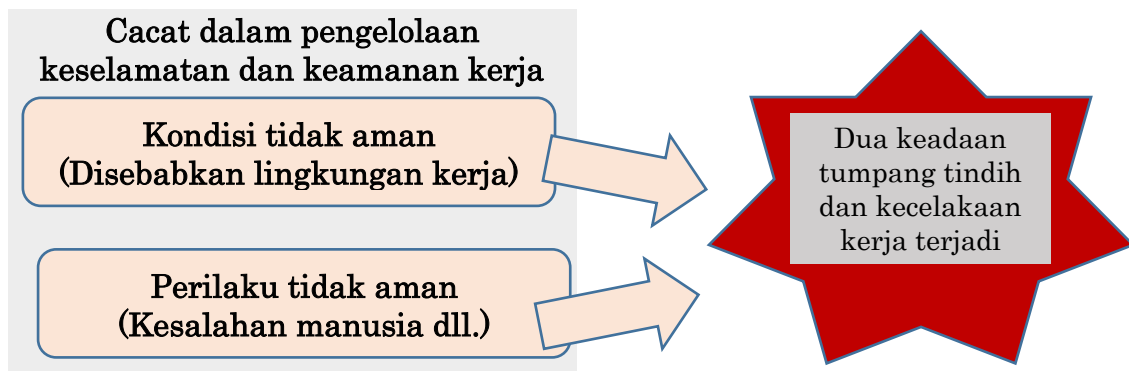 Cacat dalam pengelolaan
keselamatan dan keamanan kerja
Kondisi tidak aman
(Disebabkan lingkungan kerja)
Perilaku tidak aman
(Kesalahan manusia dll.)
Dua keadaan
tumpang tindih
dan kecelakaan
kerja terjadi